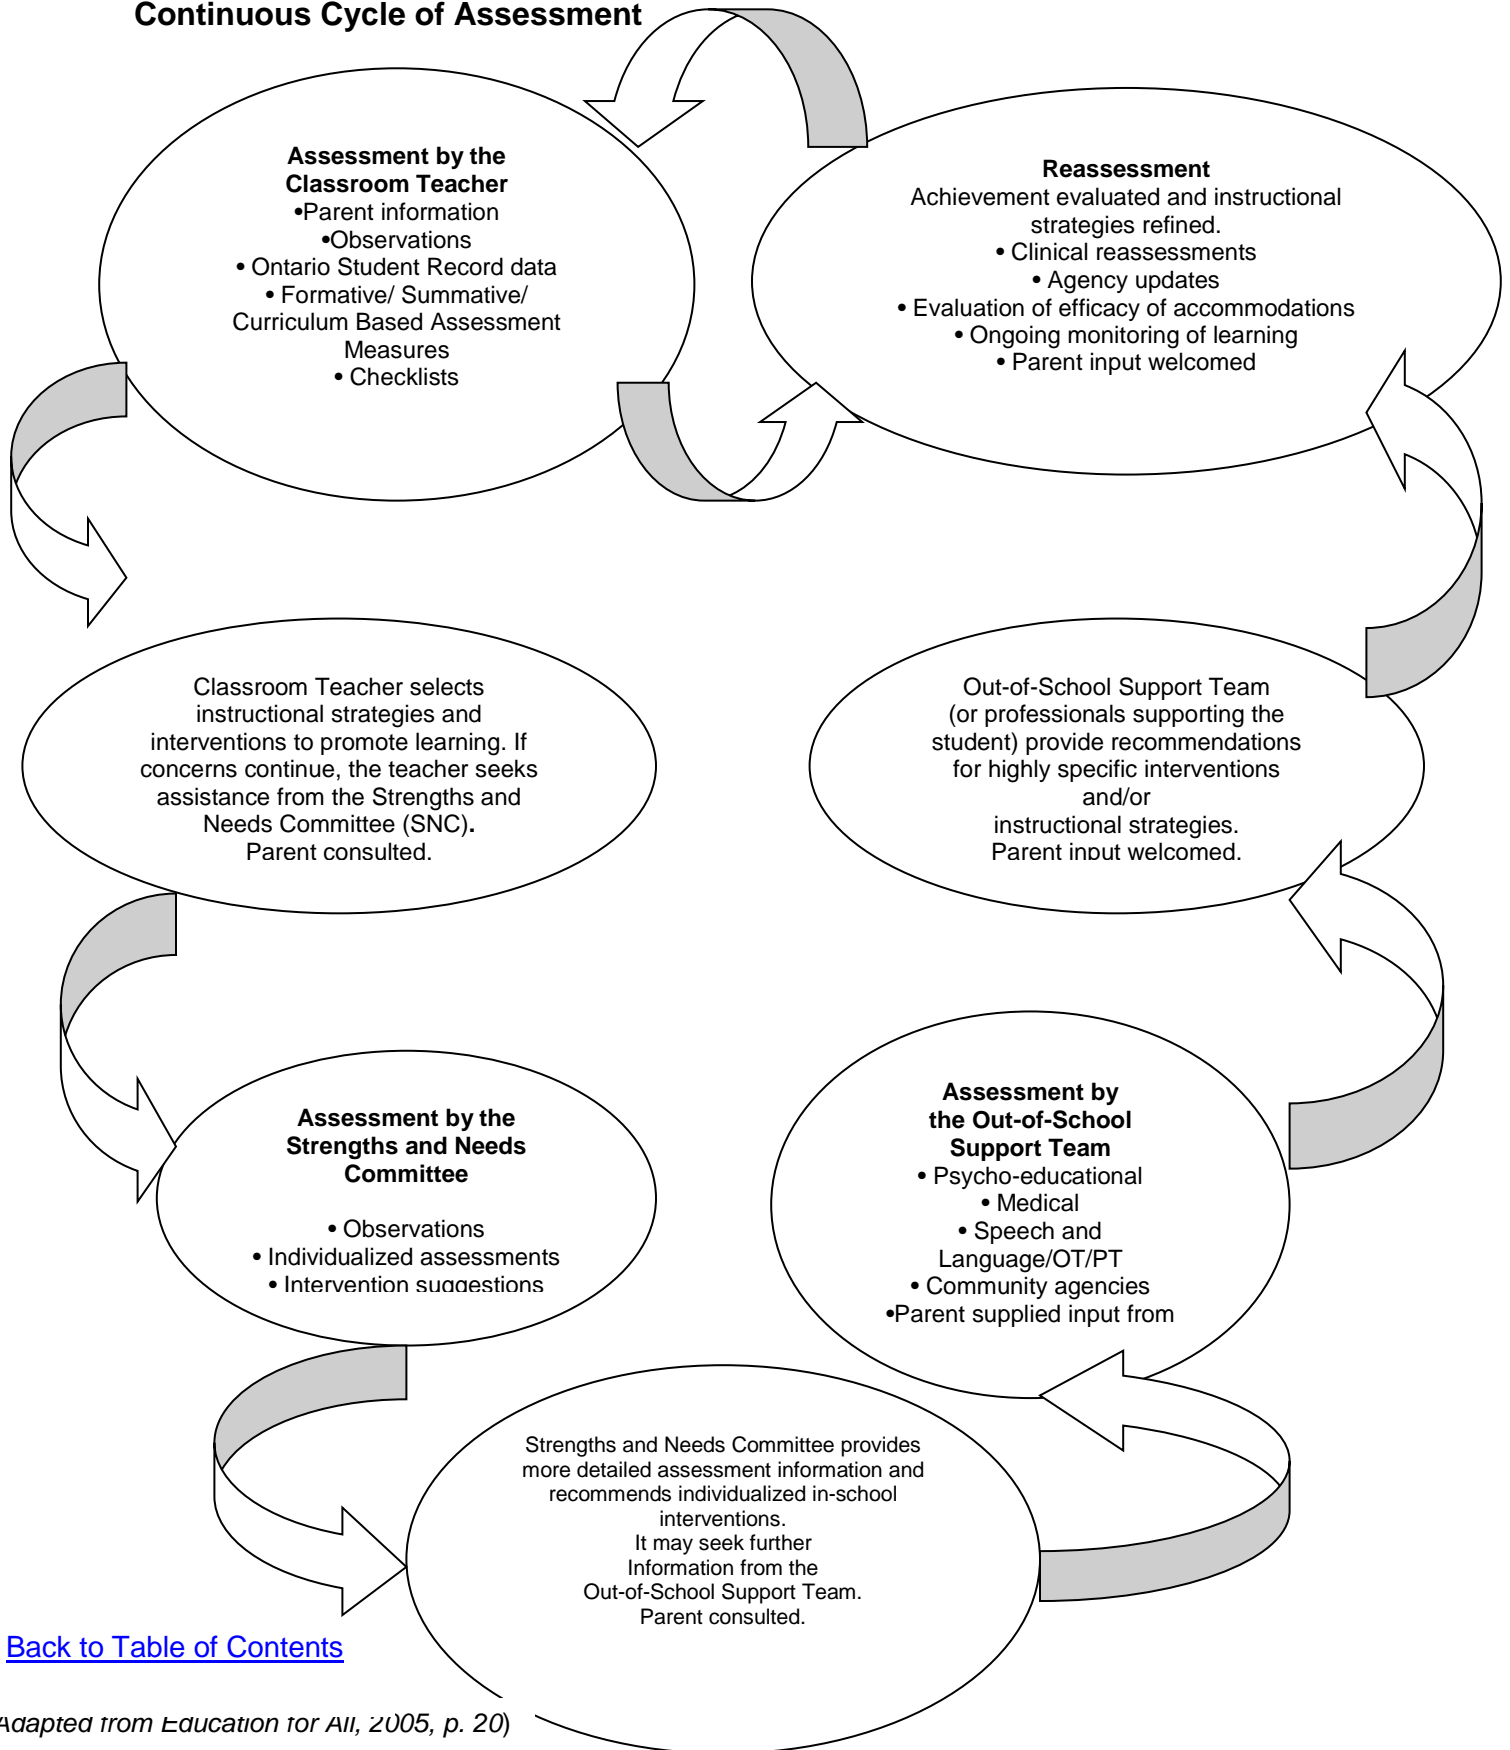 Continuous Cycle of Assessment
Assessment by the
Classroom Teacher
•Parent information
•Observations
• Ontario Student Record data
• Formative/ Summative/
Curriculum Based Assessment
Measures
• Checklists
Reassessment
Achievement evaluated and instructional
strategies refined.
• Clinical reassessments
• Agency updates
• Evaluation of efficacy of accommodations
• Ongoing monitoring of learning
• Parent input welcomed
Classroom Teacher selects
instructional strategies and
interventions to promote learning. If
concerns continue, the teacher seeks
assistance from the Strengths and
Needs Committee (SNC).
Parent consulted.
Out-of-School Support Team
(or professionals supporting the
student) provide recommendations
for highly specific interventions
and/or
instructional strategies.
Parent input welcomed.
Assessment by the
Strengths and Needs
Committee
• Observations
• Individualized assessments
• Intervention suggestions
Assessment by
the Out-of-School
Support Team
• Psycho-educational
• Medical
• Speech and
Language/OT/PT
• Community agencies
•Parent supplied input from
Strengths and Needs Committee provides
more detailed assessment information and
recommends individualized in-school
interventions.
It may seek further
Information from the
Out-of-School Support Team.
Parent consulted.
Back to Table of Contents
Adapted from Education for All, 2005, p. 20)